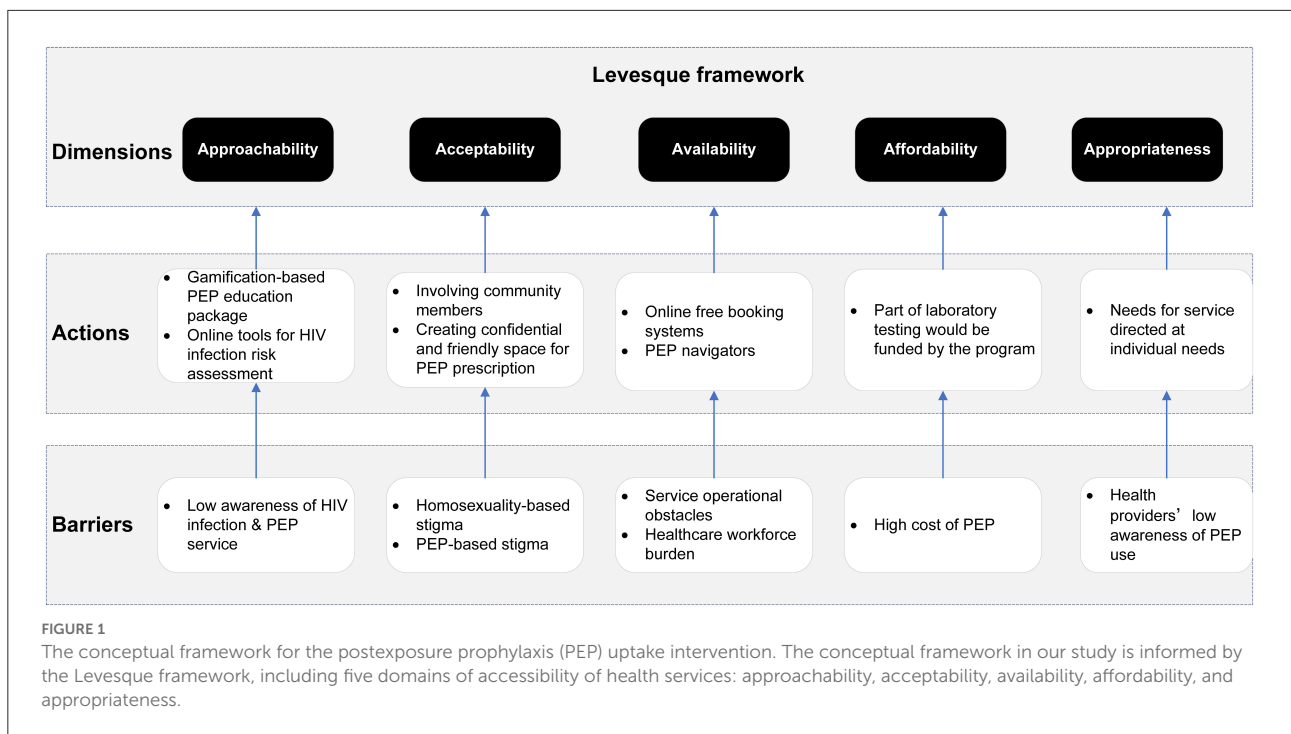 Levesque framework
Dimensions
Approachability
Acceptability
Availability
Affordability
Appropriateness
Actions
• Gamification-based
PEP education
package
• Online tools for HIV
infection risk
assessment
• Involving community
members
• Creating confidential
and friendly space for
PEP prescription
• Online free booking
systems
• PEP navigators
• Part of laboratory
testing would be
funded by the program
• Needs for service
directed at
individual needs
Barriers
• Low awareness of HIV
infection & PEP
service
• Homosexuality-based
stigma
• PEP-based stigma
• Service operational
obstacles
• Healthcare workforce
burden
• High cost of PEP
• Health
providers’ low
awareness of PEP
use
FIGURE 1
The conceptual framework for the postexposure prophylaxis (PEP) uptake intervention. The conceptual framework in our study is informed by
the Levesque framework, including five domains of accessibility of health services: approachability, acceptability, availability, affordability, and
appropriateness.